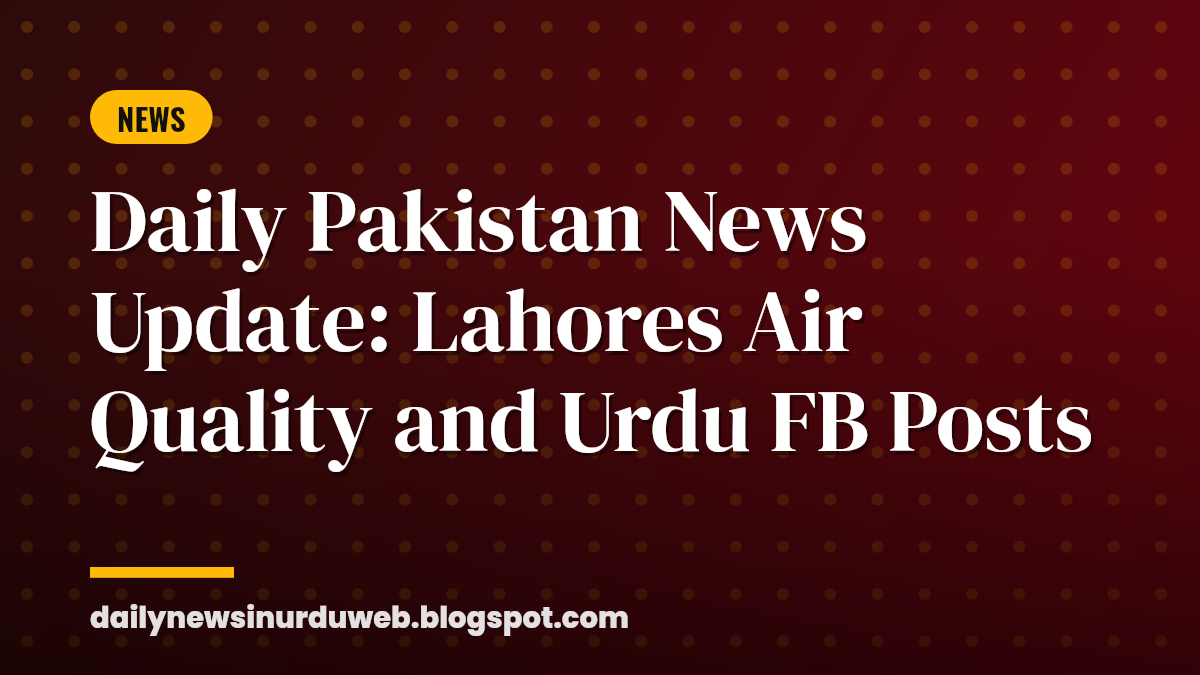 NEWS
Daily Pakistan News
Update: Lahores Air
Quality and Urdu FB Posts
dailynewsinurduweb.blogspot.com